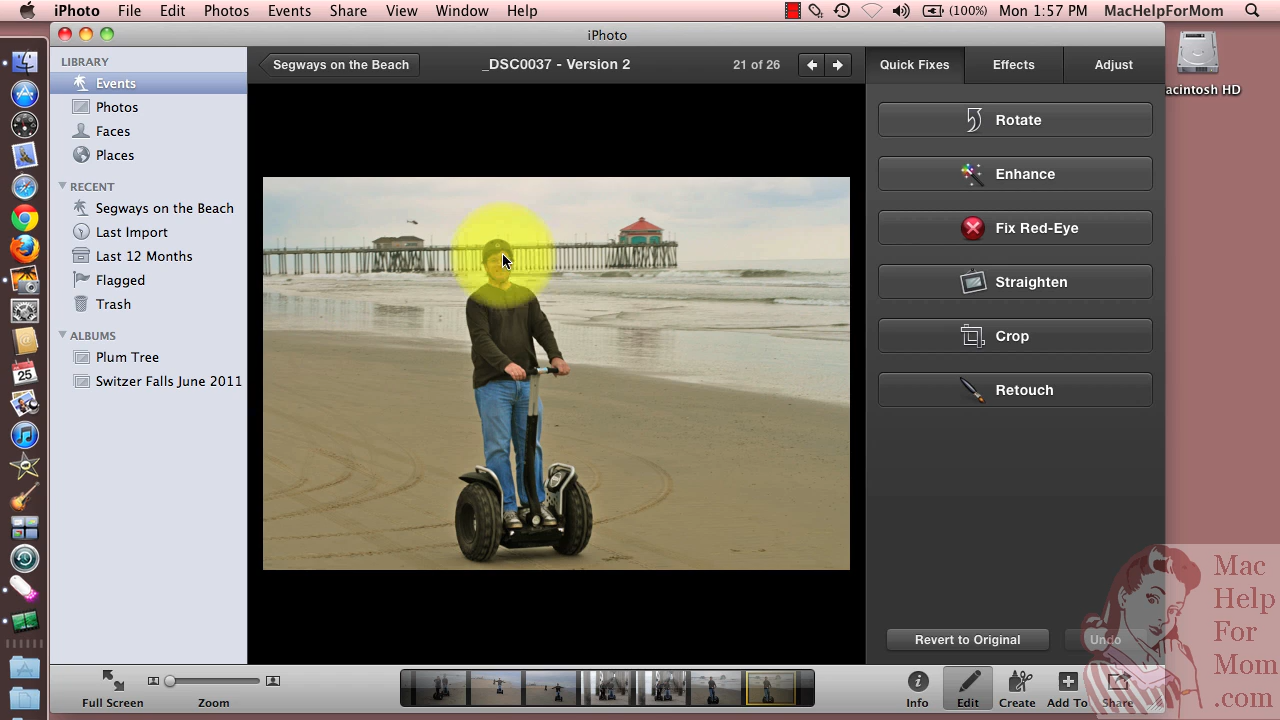 iPhoto File Edit Photos Events Share View Window Help (100%) Mon 1:57 PM MacHelpForMom
iPhoto
LIBRARY
Events
Photos
Faces
Places
RECENT
Segways on the Beach
Last Import
Last 12 Months
Flagged
Trash
ALBUMS
Plum Tree
Switzer Falls June 2011
Segways on the Beach _DSC0037 - Version 2 21 of 26
Quick Fixes Effects Adjust
Rotate
Enhance
Fix Red-Eye
Straighten
Crop
Retouch
Revert to Original Undo
Full Screen Zoom Info Edit Create Add To Share
acintosh HD
25
Mac
Help
For
Mom
.com